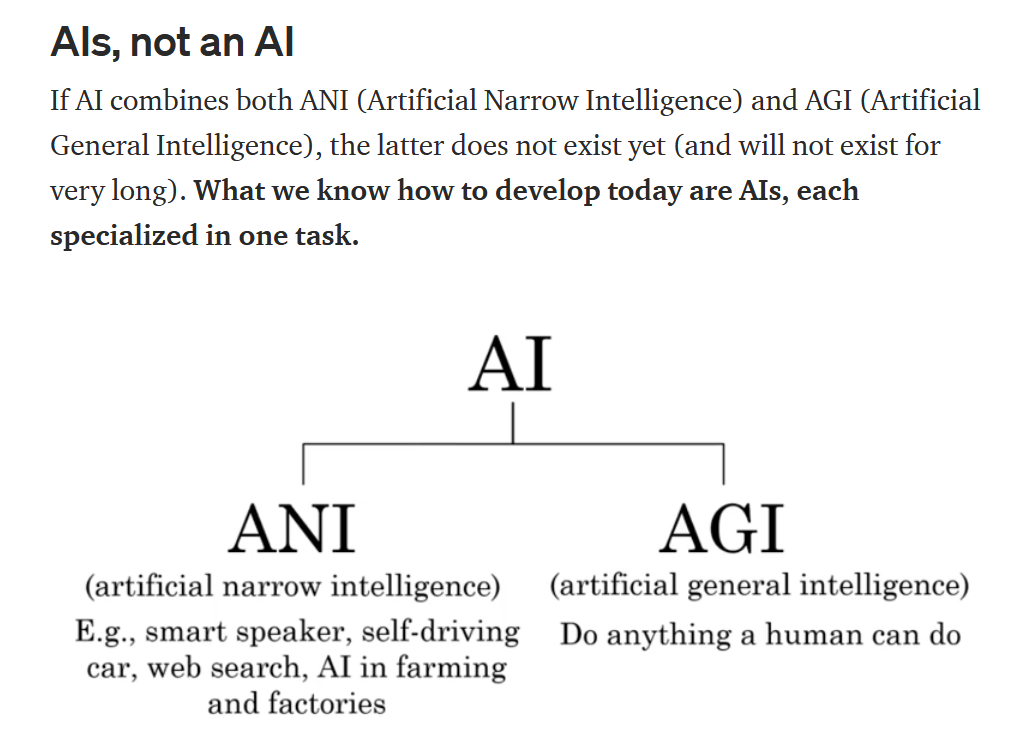 AIs, not an AI
If AI combines both ANI (Artificial Narrow Intelligence) and AGI (Artificial
General Intelligence), the latter does not exist yet (and will not exist for
very long). What we know how to develop today are AIs, each
specialized in one task.
AI
ANI
(artificial narrow intelligence)
E.g., smart speaker, self-driving
car, web search, AI in farming
and factories
AGI
(artificial general intelligence)
Do anything a human can do